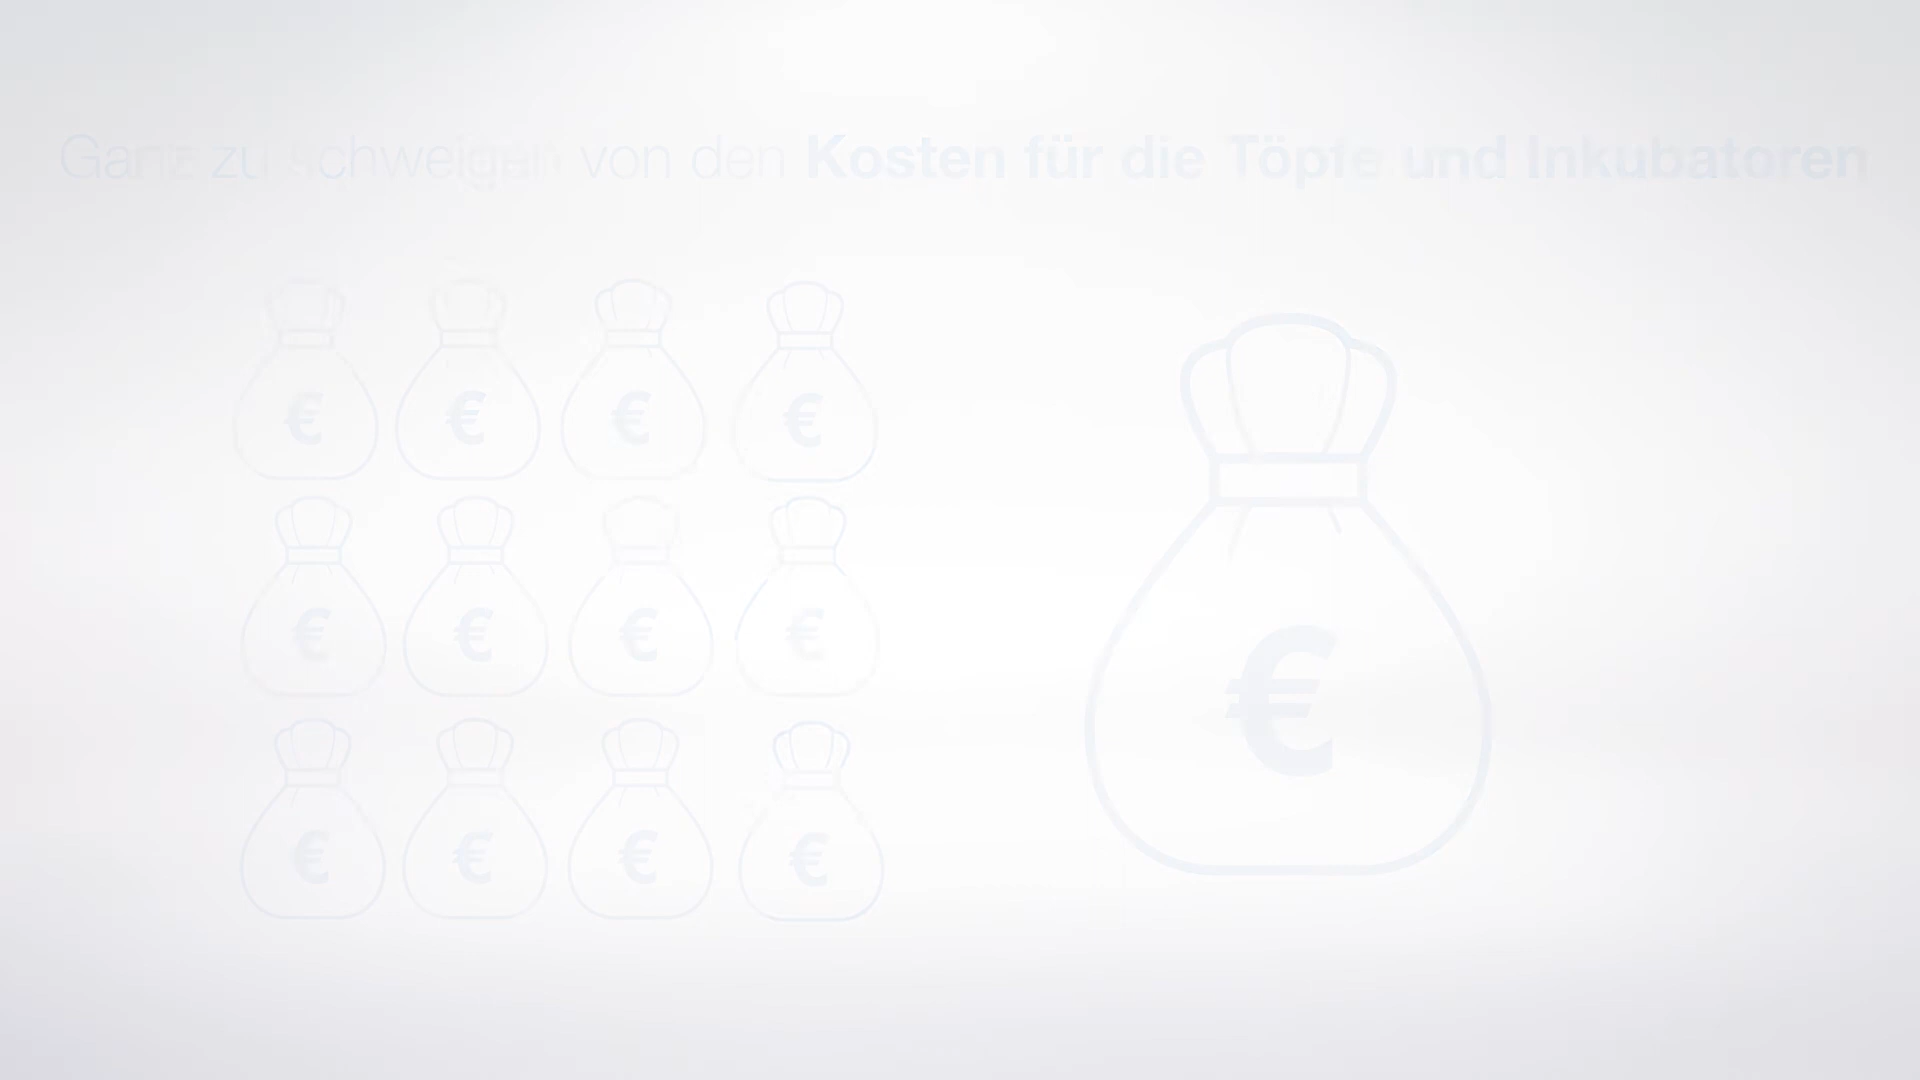 Ganz zu schweigen von den Kosten für die Töpfe und Inkubatoren
€ € € €
€ € € €
€ € € €
€